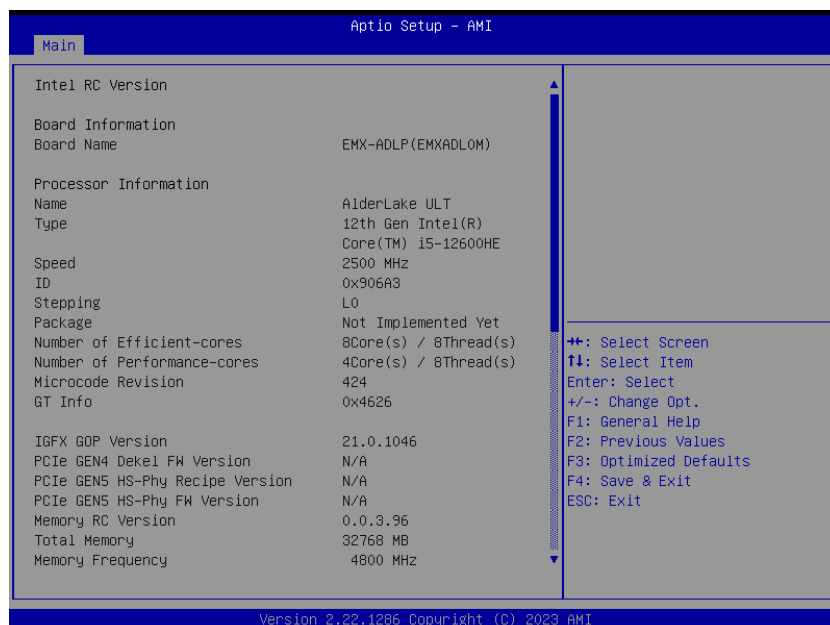 Aptio Setup – AMI
Main
Intel RC Version
Board Information
Board Name EMX-ADLP(EMXADLOM)
Processor Information
Name AlderLake ULT
Type 12th Gen Intel(R)
Core(TM) i5-12600HE
Speed 2500 MHz
ID 0x906A3
Stepping L0
Package Not Implemented Yet
Number of Efficient-cores 8Core(s) / 8Thread(s)
Number of Performance-cores 4Core(s) / 8Thread(s)
Microcode Revision 424
GT Info 0x4626
IGFX GOP Version 21.0.1046
PCIe GEN4 Dekel FW Version N/A
PCIe GEN5 HS-Phy Recipe Version N/A
PCIe GEN5 HS-Phy FW Version N/A
Memory RC Version 0.0.3.96
Total Memory 32768 MB
Memory Frequency 4800 MHz
→←: Select Screen
↑↓: Select Item
Enter: Select
+/-: Change Opt.
F1: General Help
F2: Previous Values
F3: Optimized Defaults
F4: Save & Exit
ESC: Exit
Version 2.22.1286 Copyright (C) 2023 AMI